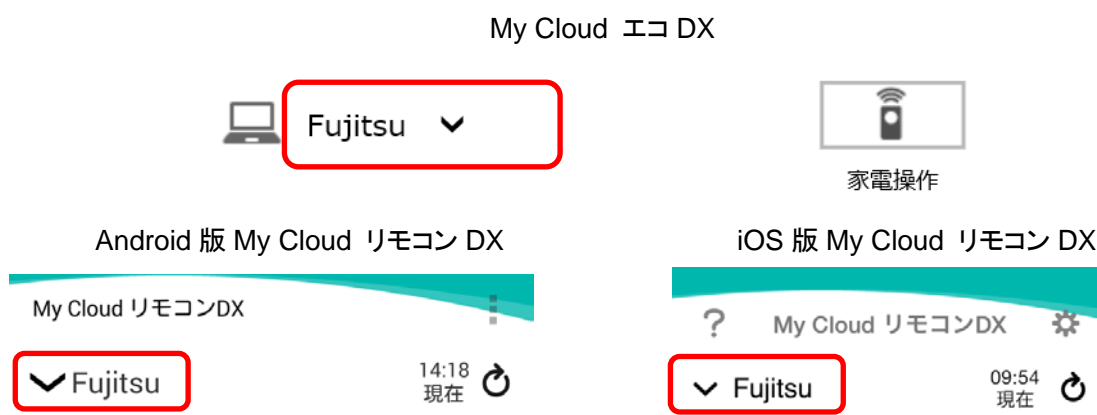 My Cloud エコ DX
Fujitsu
家電操作
Android 版 My Cloud リモコン DX
iOS 版 My Cloud リモコン DX
My Cloud リモコンDX
Fujitsu
14:18
現在
? My Cloud リモコンDX
Fujitsu
09:54
現在